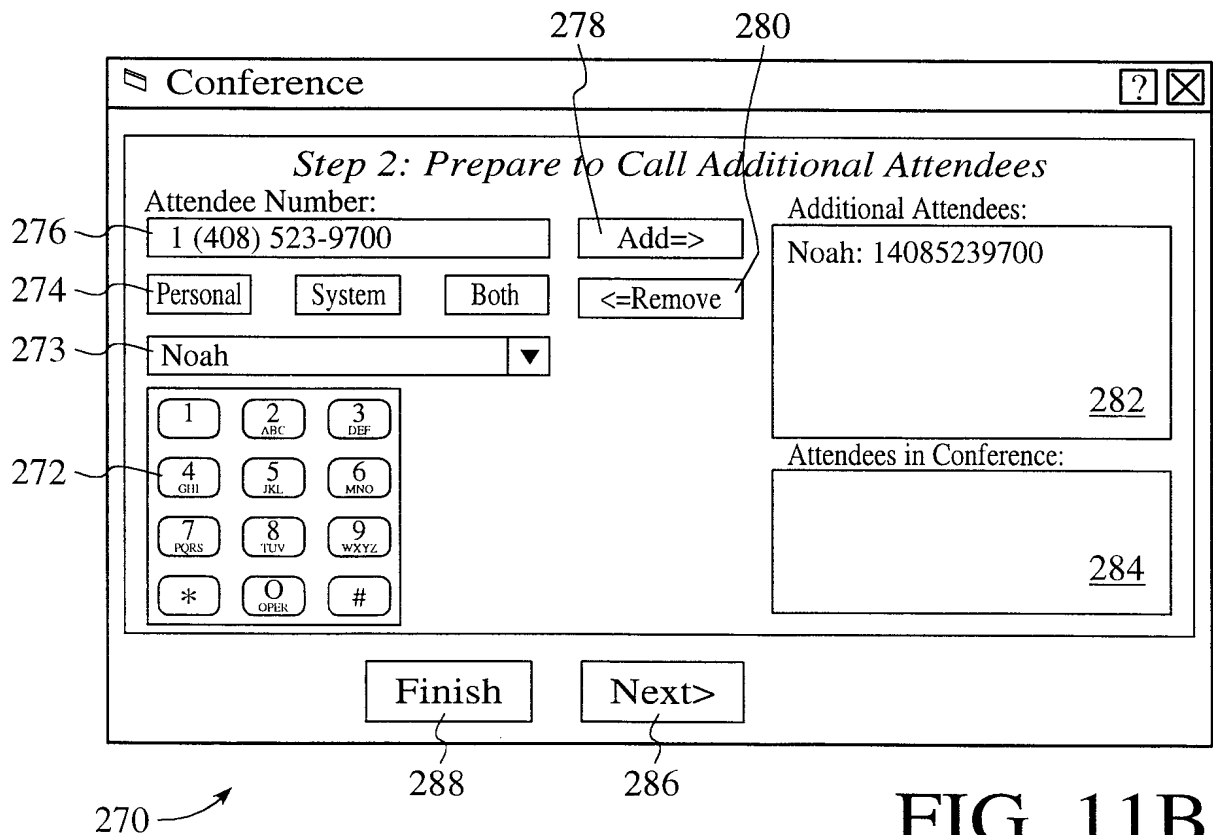 278 280
Conference ?
Step 2: Prepare to Call Additional Attendees
Attendee Number:
276 1 (408) 523-9700
Add=>
Additional Attendees:
Noah: 14085239700
274 Personal System Both
<=Remove
273 Noah
282
272
1 2 ABC 3 DEF
4 GHI 5 JKL 6 MNO
7 PQRS 8 TUV 9 WXYZ
* O OPER #
Attendees in Conference:
284
Finish Next>
288 286
270
FIG. 11B